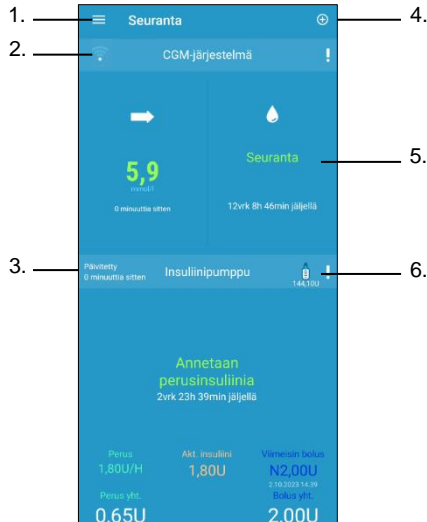 1.
Seuranta
4.
2.
CGM-järjestelmä
5,9
mmol/l
0 minuuttia sitten
Seuranta
12vrk 8h 46min jäljellä
5.
3.
Päivitetty
0 minuuttia sitten
Insuliinipumppu
144,10U
6.
Annetaan
perusinsuliinia
2vrk 23h 39min jäljellä
Perus
Akt. insuliini
Viimeisin bolus
1,80U/H
1,80U
N2,00U
2.10.2023 14.39
Perus yht.
Bolus yht.
0,65U
2,00U